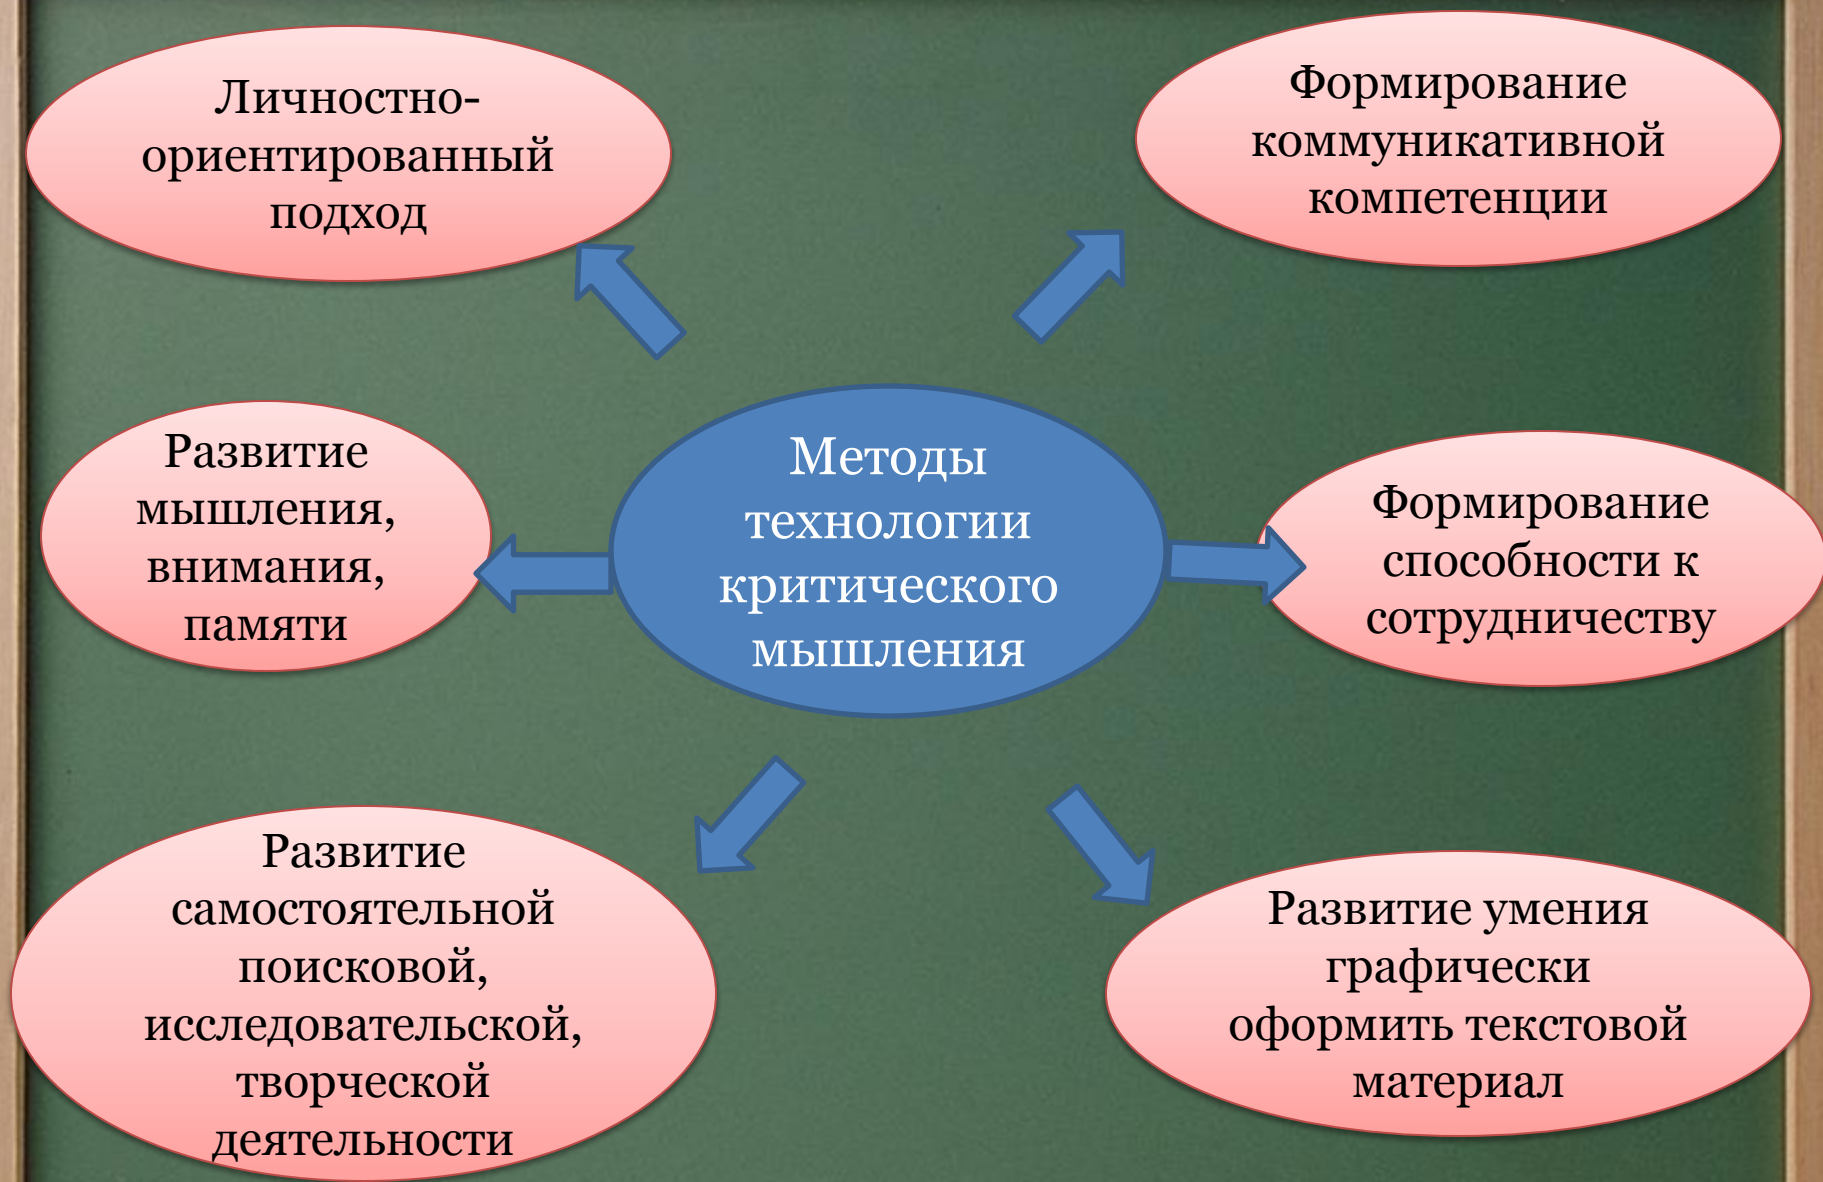 Личностно-
ориентированный
подход
Формирование
коммуникативной
компетенции
Развитие
мышления,
внимания,
памяти
Методы
технологии
критического
мышления
Формирование
способности к
сотрудничеству
Развитие
самостоятельной
поисковой,
исследовательской,
творческой
деятельности
Развитие умения
графически
оформить текстовой
материал